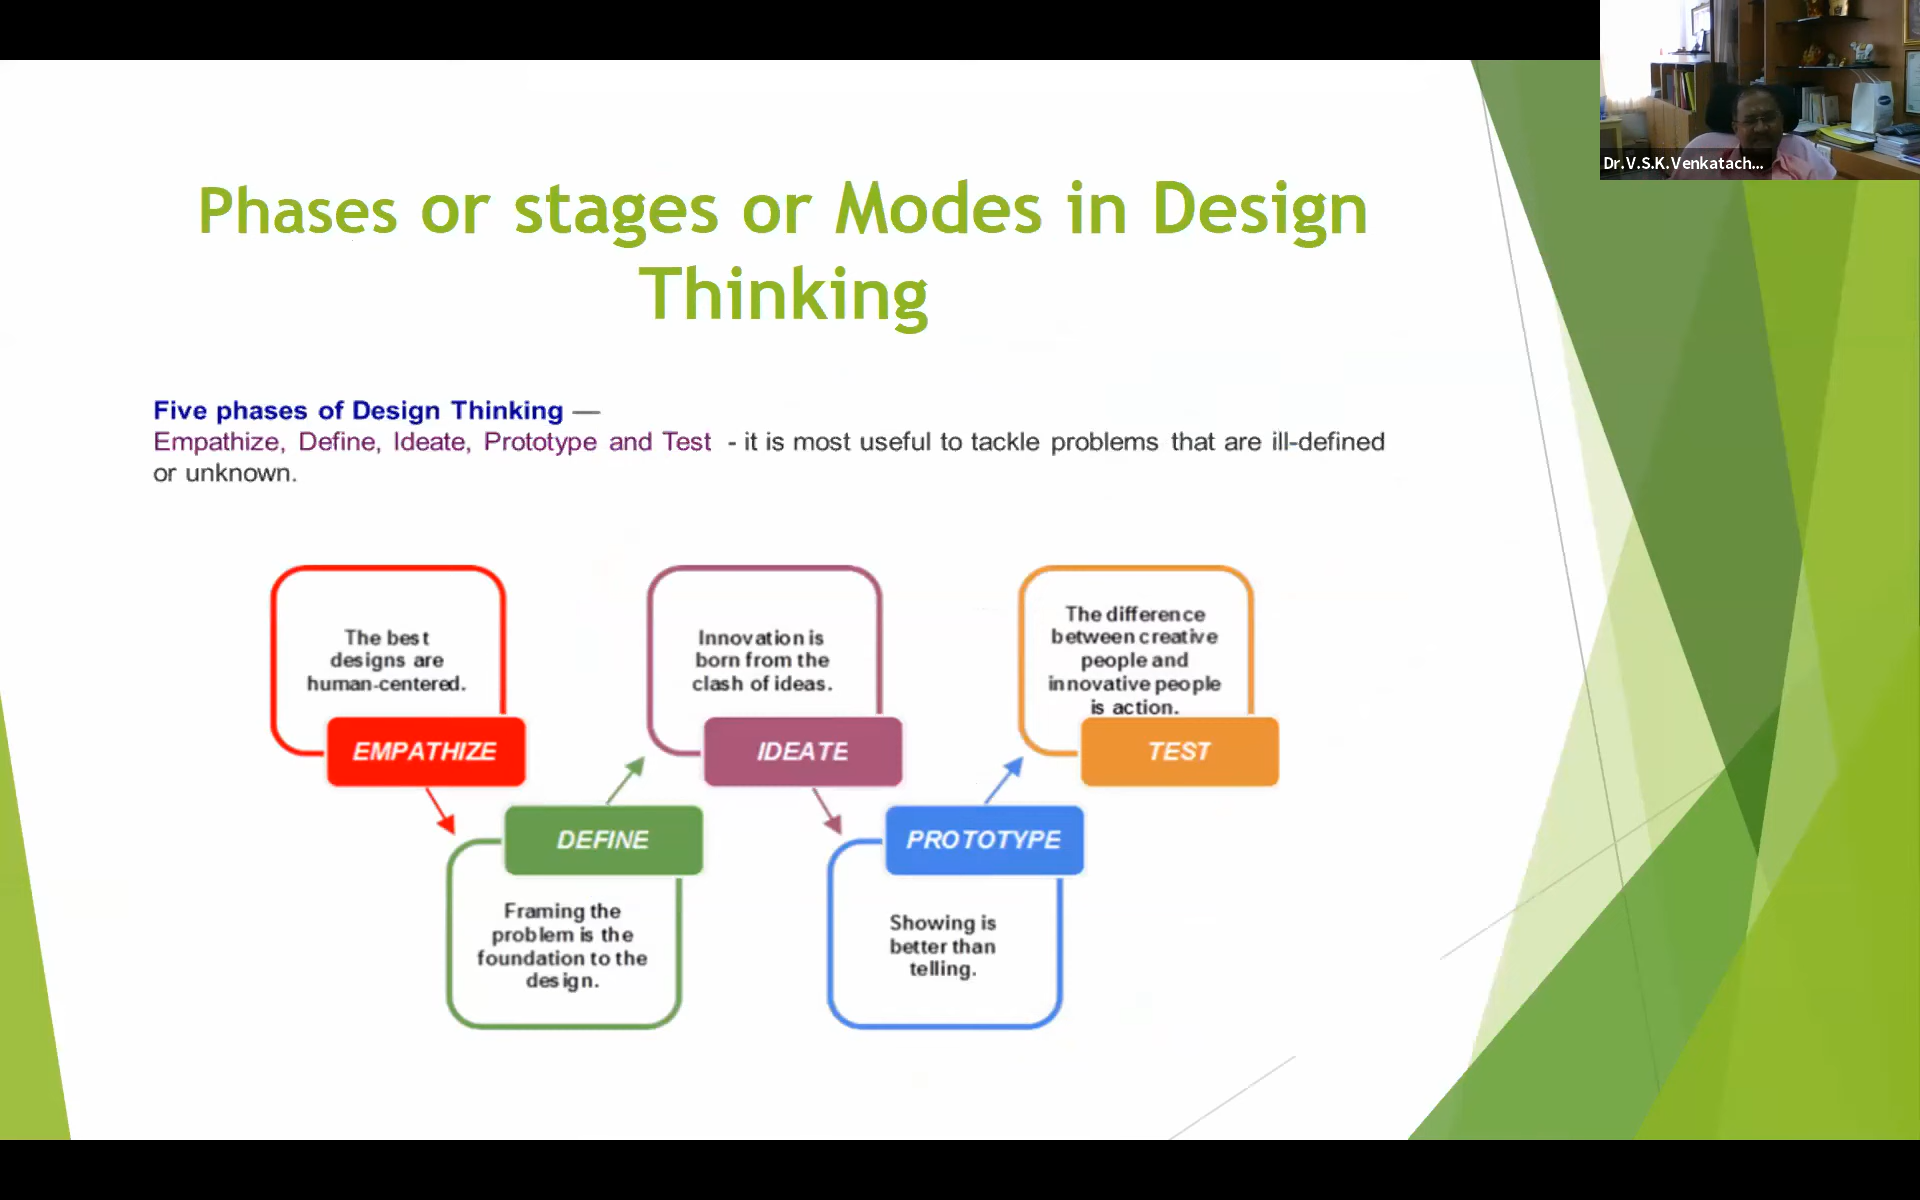 Dr.V.S.K.Venkatach...
Phases or stages or Modes in Design
Thinking
Five phases of Design Thinking —
Empathize, Define, Ideate, Prototype and Test - it is most useful to tackle problems that are ill-defined
or unknown.
The best
designs are
human-centered.
EMPATHIZE
DEFINE
Framing the
problem is the
foundation to the
design.
Innovation is
born from the
clash of ideas.
IDEATE
PROTOTYPE
Showing is
better than
telling.
The difference
between creative
people and
innovative people
is action.
TEST